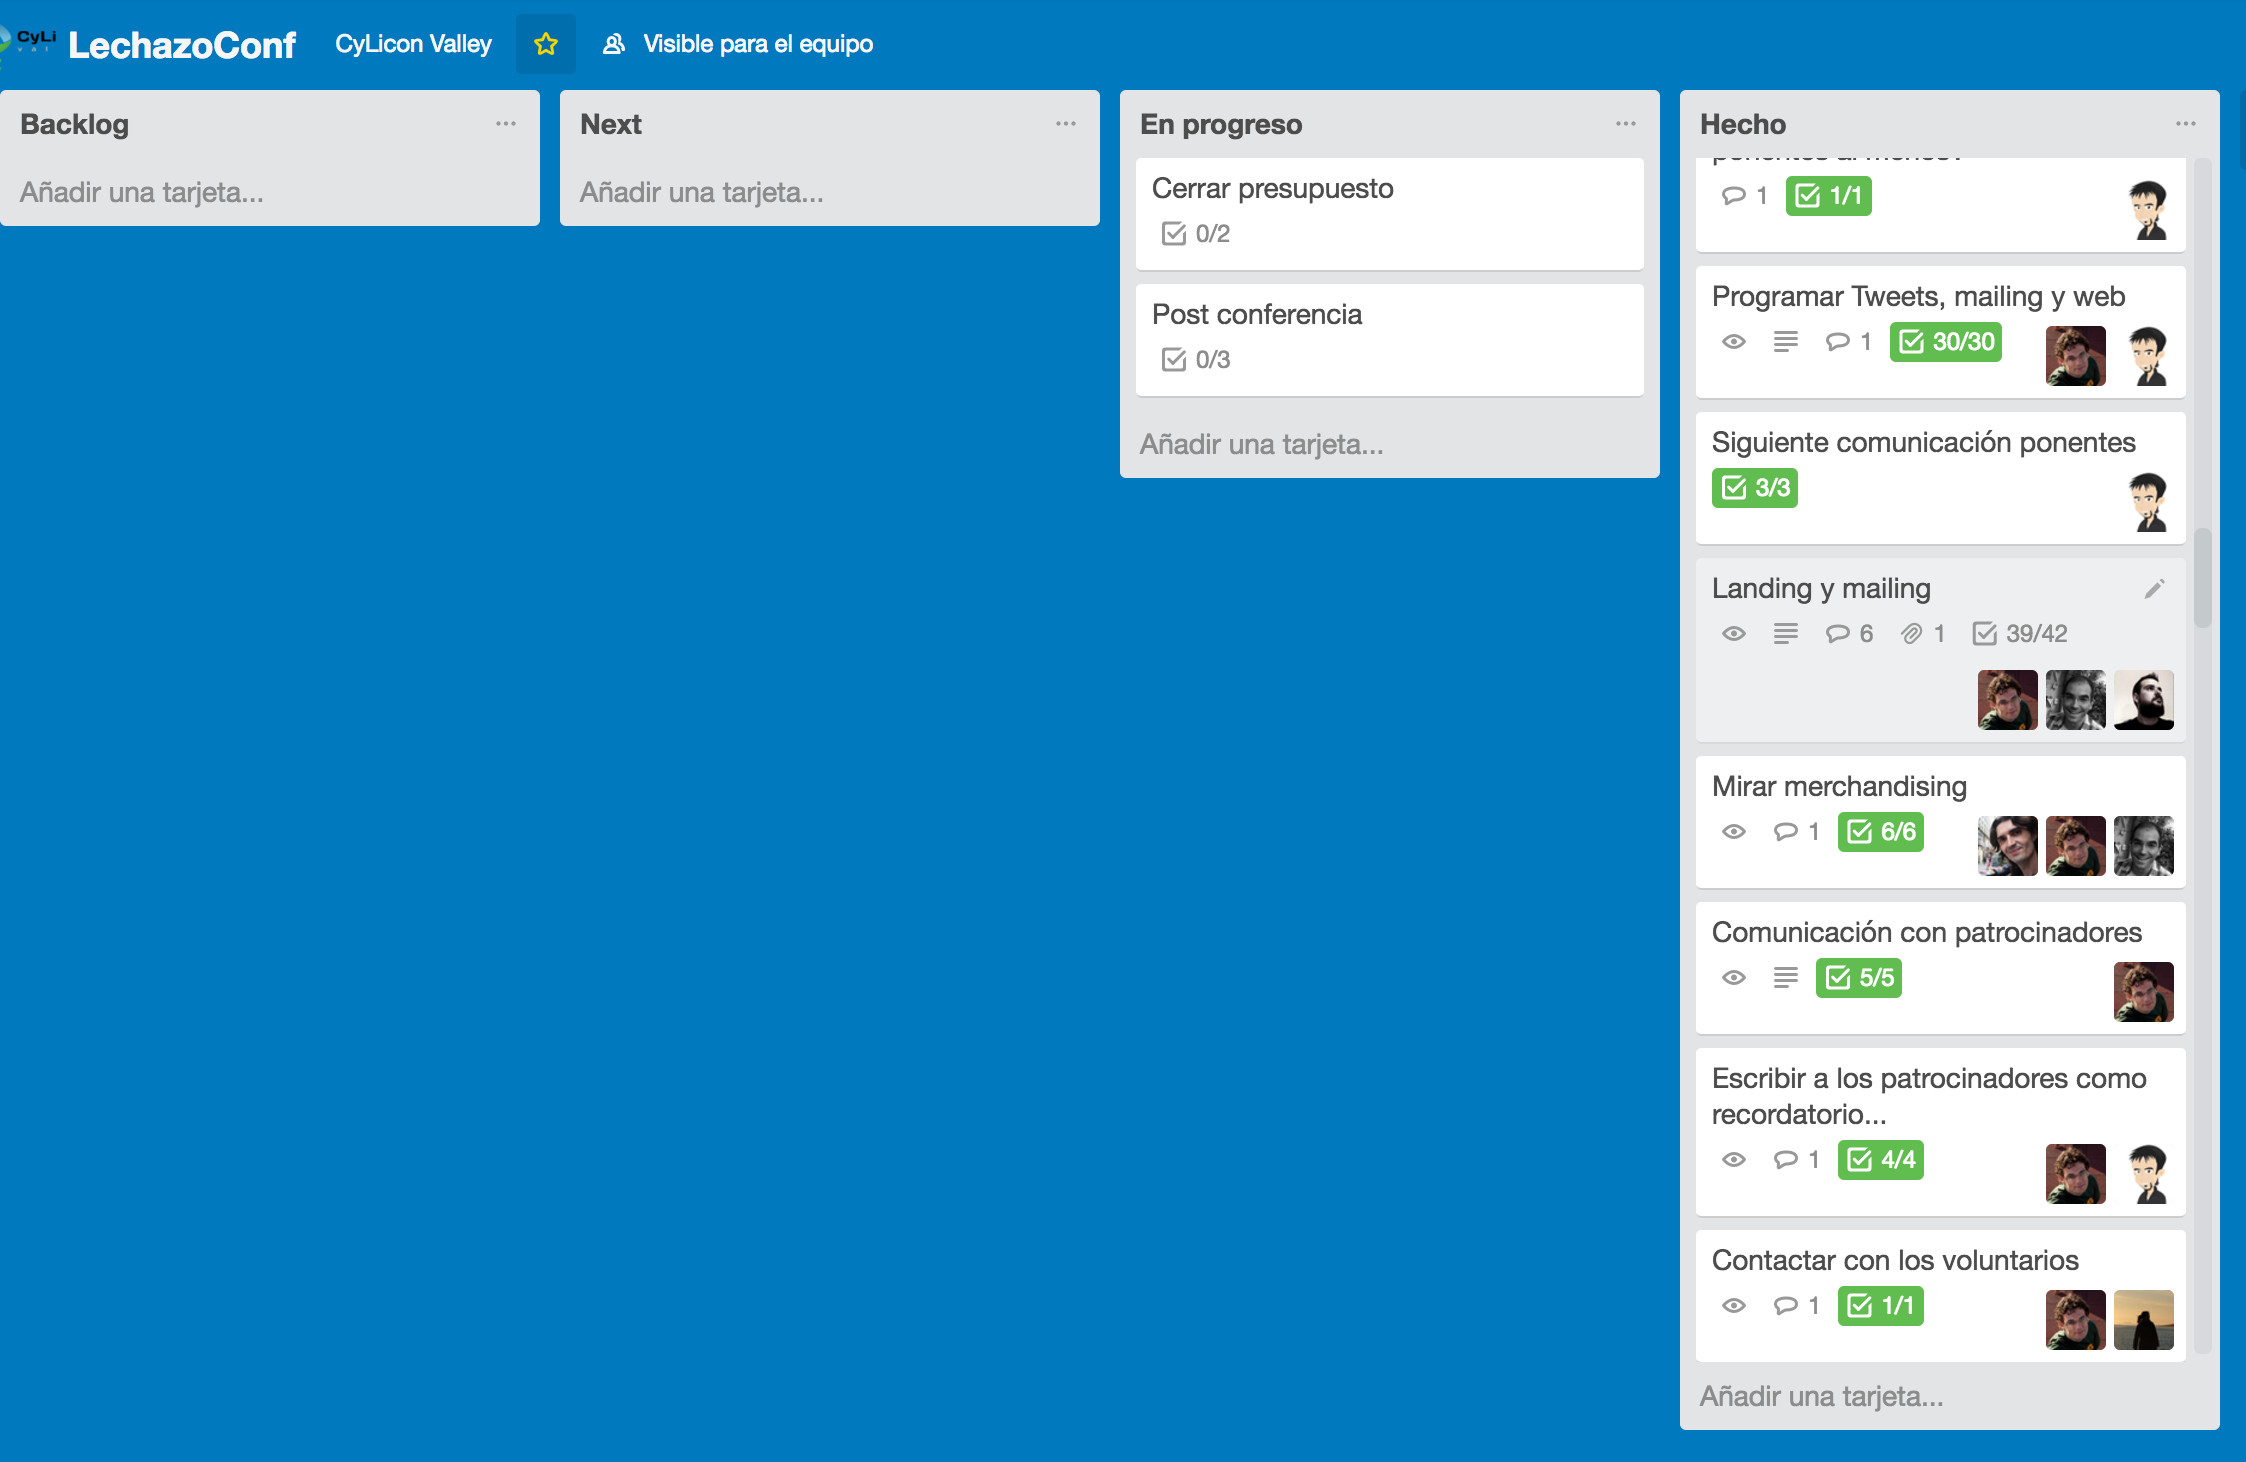 CyLi
val
LechazoConf
CyLicon Valley
Visible para el equipo
Backlog
Añadir una tarjeta...
Next
Añadir una tarjeta...
En progreso
Cerrar presupuesto
0/2
Post conferencia
0/3
Añadir una tarjeta...
Hecho
ponentes al menos?
1 1/1
Programar Tweets, mailing y web
1 30/30
Siguiente comunicación ponentes
3/3
Landing y mailing
6 1 39/42
Mirar merchandising
1 6/6
Comunicación con patrocinadores
5/5
Escribir a los patrocinadores como
recordatorio...
1 4/4
Contactar con los voluntarios
1 1/1
Añadir una tarjeta...